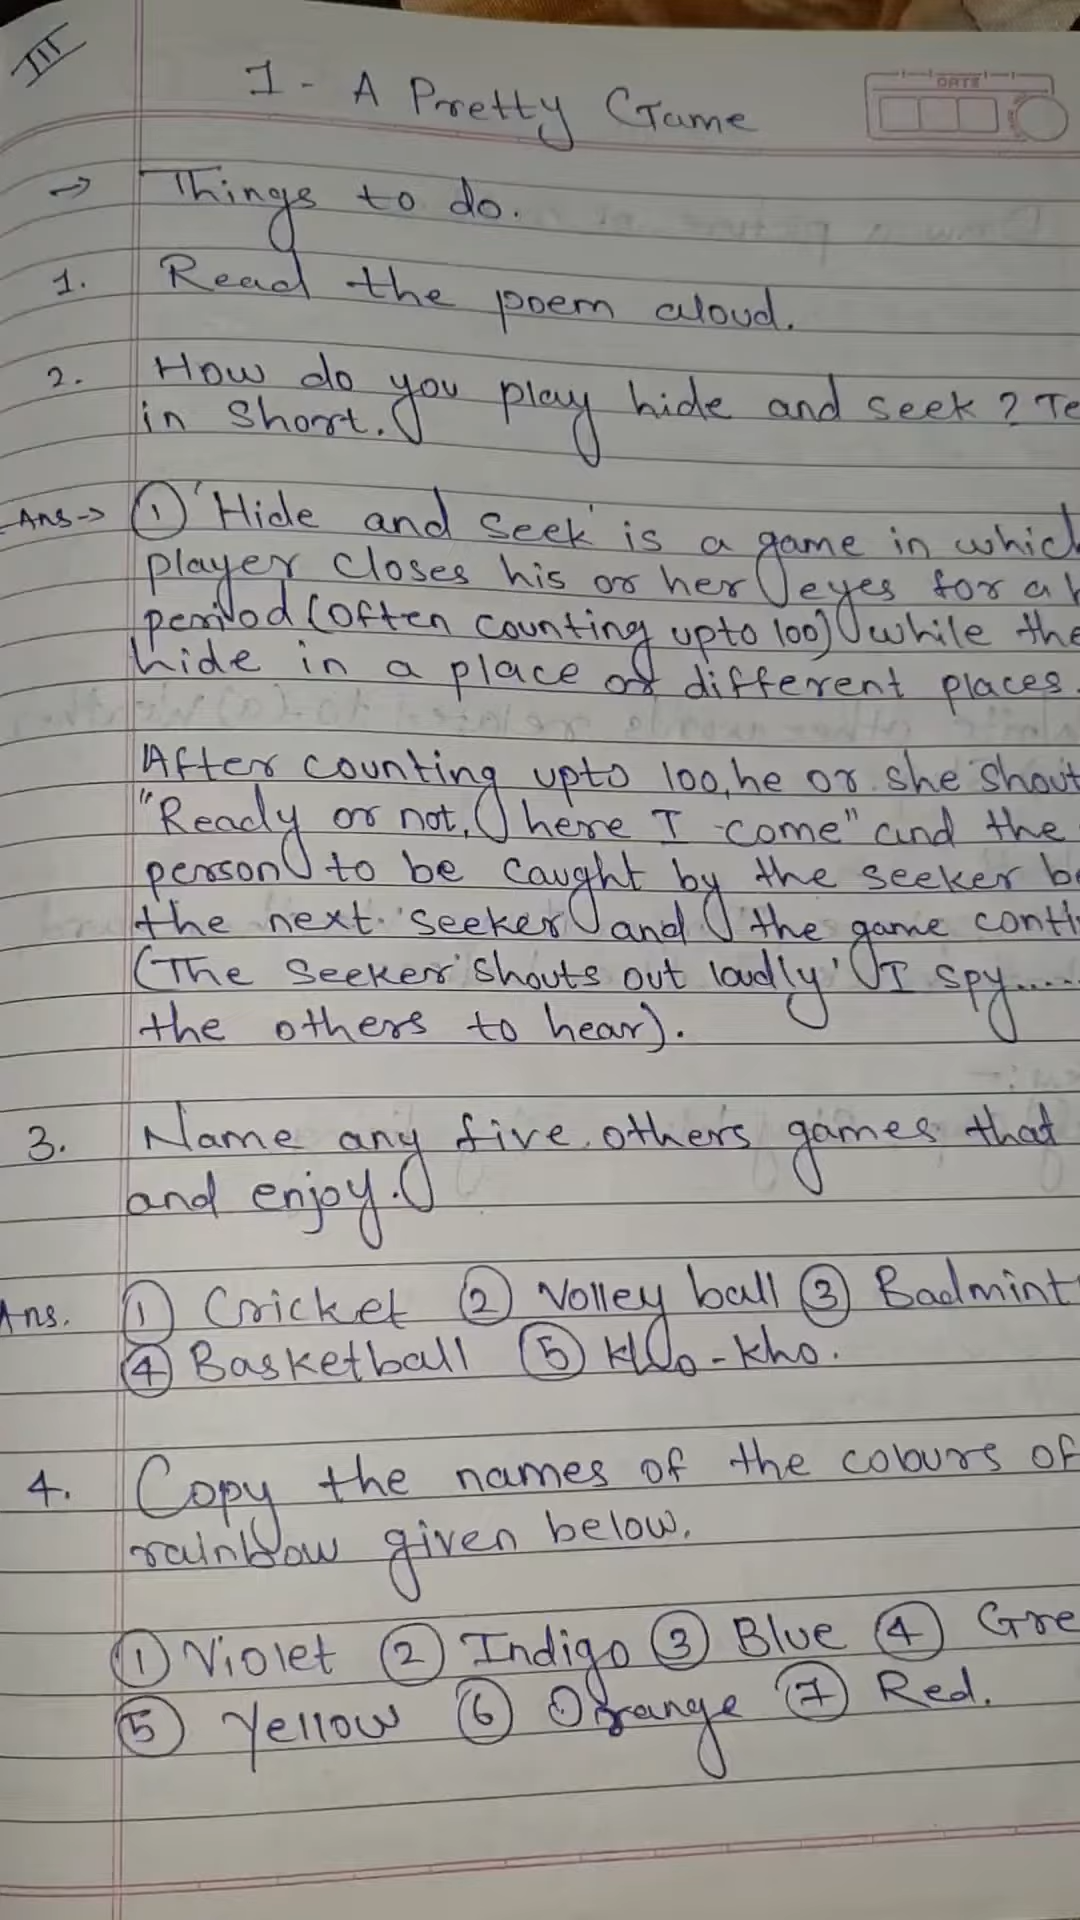 III
1 - A Pretty Game
DATE
→ Things to do.
1. Read the poem aloud.
2. How do you play hide and seek ? Te
in Short.
Ans → ① 'Hide and seek' is a game in which
player closes his or her eyes for a
period (often counting upto 100) while the
hide in a place or different places.
After counting upto 100, he or she shout
"Ready or not, here I come" and the
person to be caught by the seeker be
the next 'seeker' and the game conti
(The seeker shouts out loudly 'I spy.....
the others to hear).
3. Name any five others games that
and enjoy.
Ans. ① Cricket ② Volley ball ③ Badmint
④ Basketball ⑤ Kho-kho.
4. Copy the names of the colours of
rainbow given below.
① Violet ② Indigo ③ Blue ④ Gre
⑤ Yellow ⑥ Orange ⑦ Red.